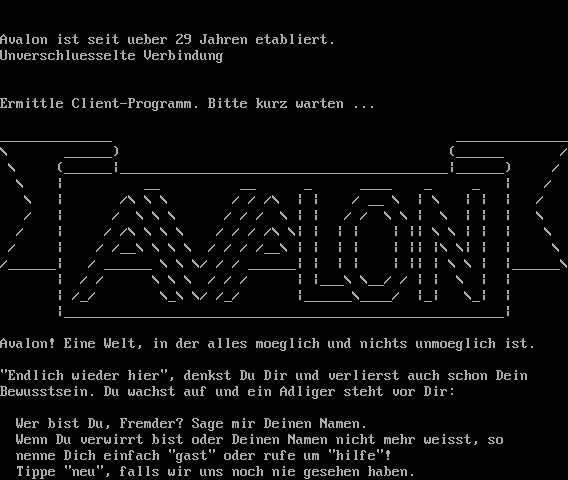 Avalon ist seit ueber 29 Jahren etabliert.
Unverschluesselte Verbindung
Ermittle Client-Programm. Bitte kurz warten ...
AVALON
Avalon! Eine Welt, in der alles moeglich und nichts unmoeglich ist.
"Endlich wieder hier", denkst Du Dir und verlierst auch schon Dein
Bewusstsein. Du wachst auf und ein Adliger steht vor Dir:
Wer bist Du, Fremder? Sage mir Deinen Namen.
Wenn Du verwirrt bist oder Deinen Namen nicht mehr weisst, so
nenne Dich einfach "gast" oder rufe um "hilfe"!
Tippe "neu", falls wir uns noch nie gesehen haben.